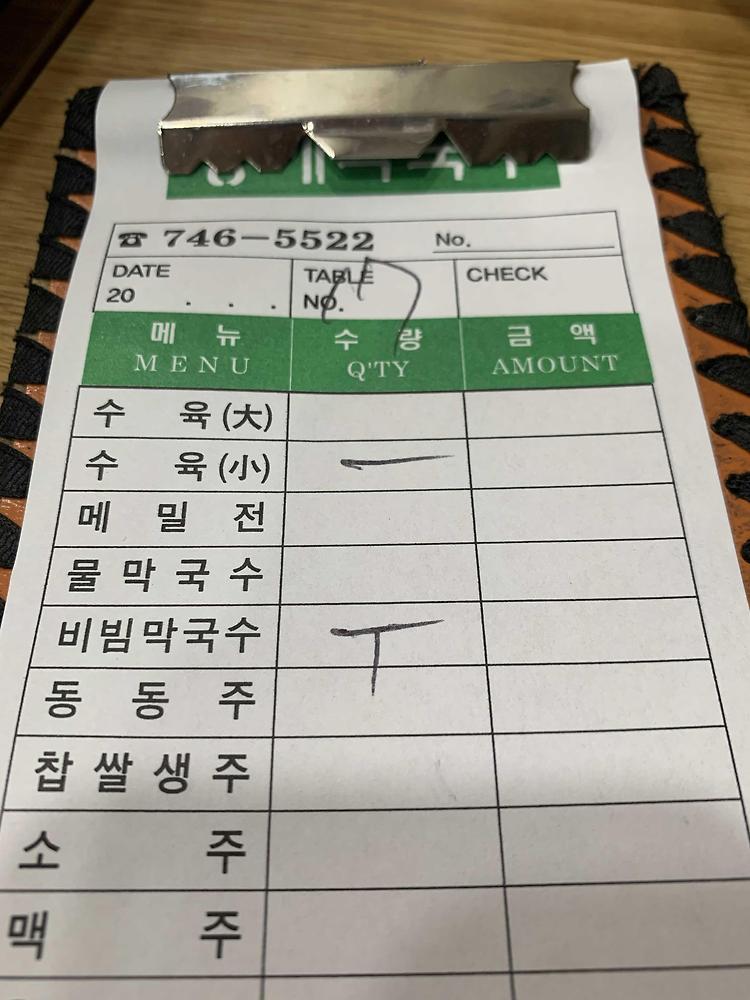 ☎ 746-5522 No.
DATE TABLE CHECK
20 . . . NO. 17
메 뉴 수 량 금 액
MENU Q'TY AMOUNT
수 육 (大)
수 육 (小) 一
메 밀 전
물 막 국 수
비빔막국수 T
동 동 주
찹 쌀 생 주
소 주
맥 주